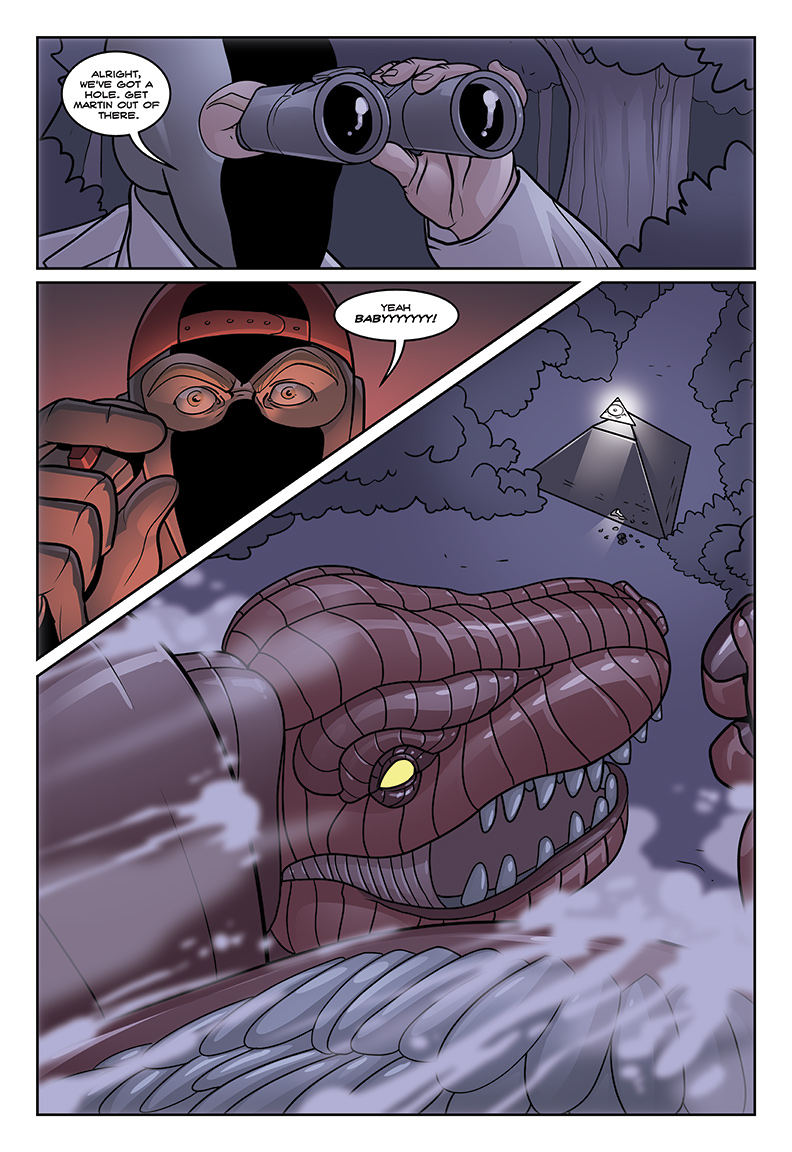 ALRIGHT,
WE'VE GOT A
HOLE. GET
MARTIN OUT OF
THERE.
YEAH
BABYYYYYYY!